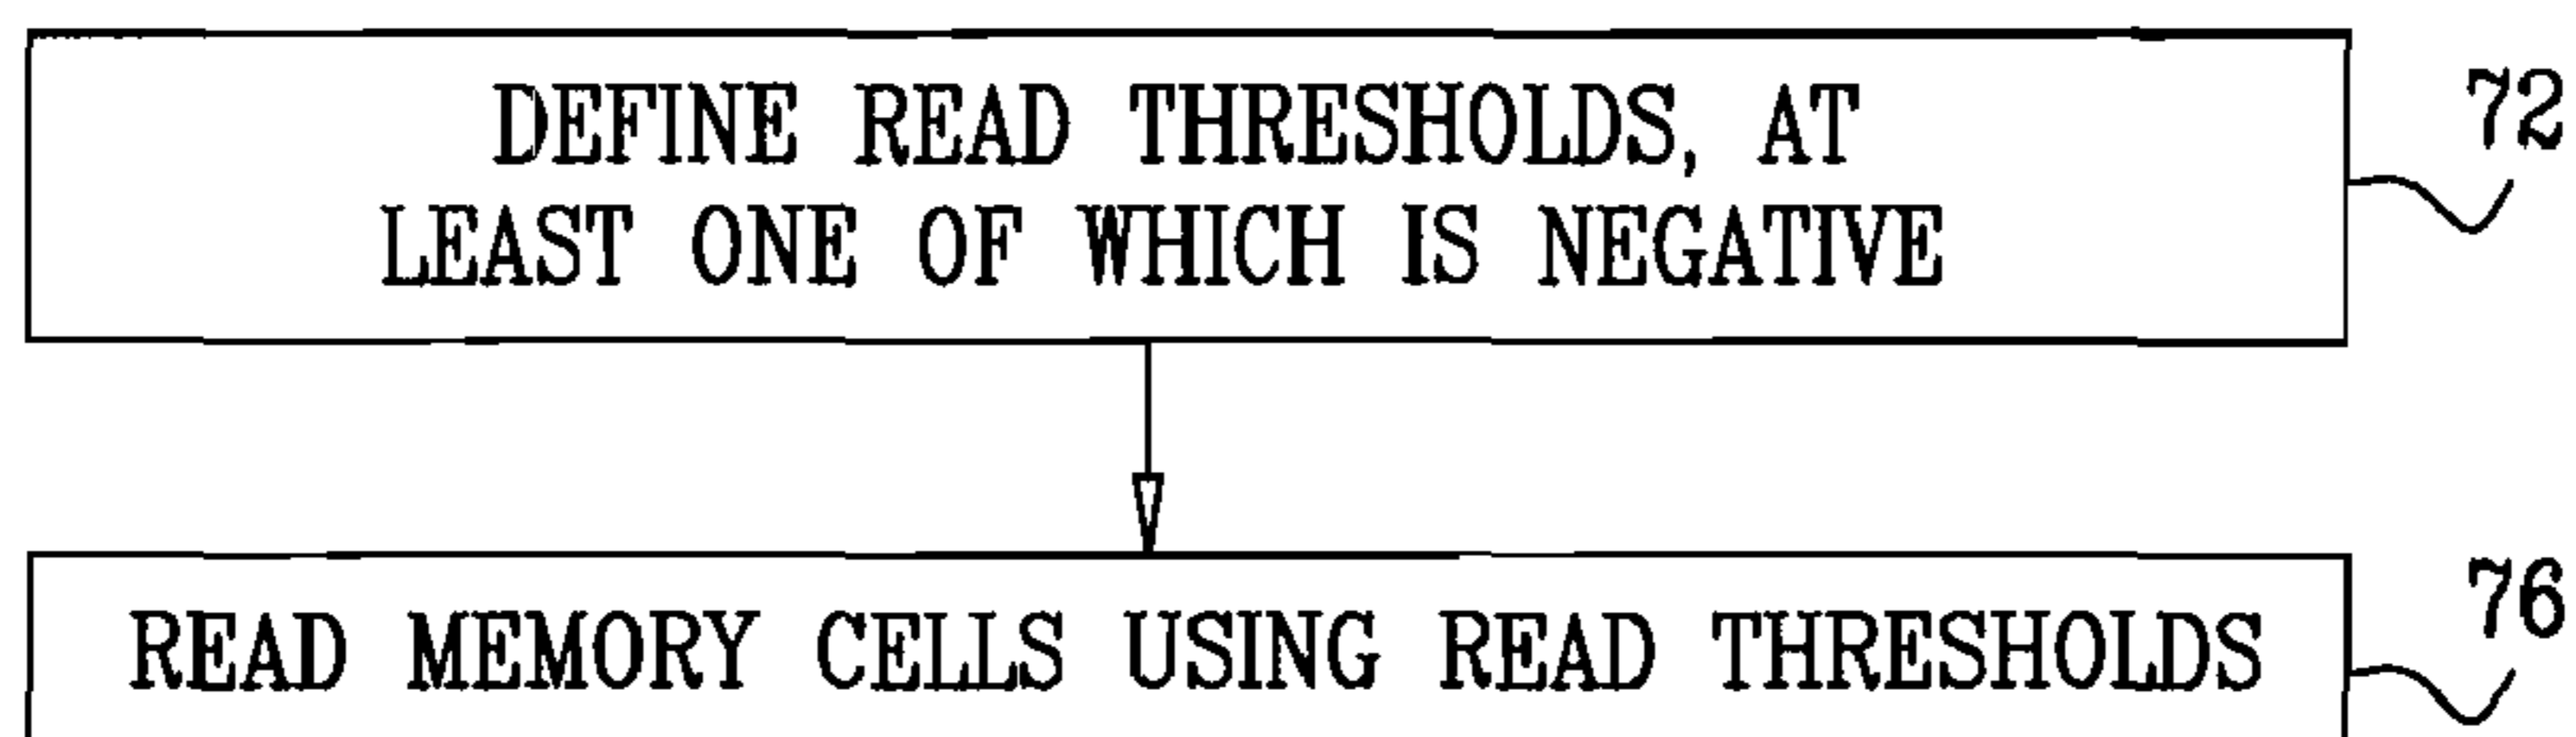 DEFINE READ THRESHOLDS, AT
LEAST ONE OF WHICH IS NEGATIVE
72
READ MEMORY CELLS USING READ THRESHOLDS
76